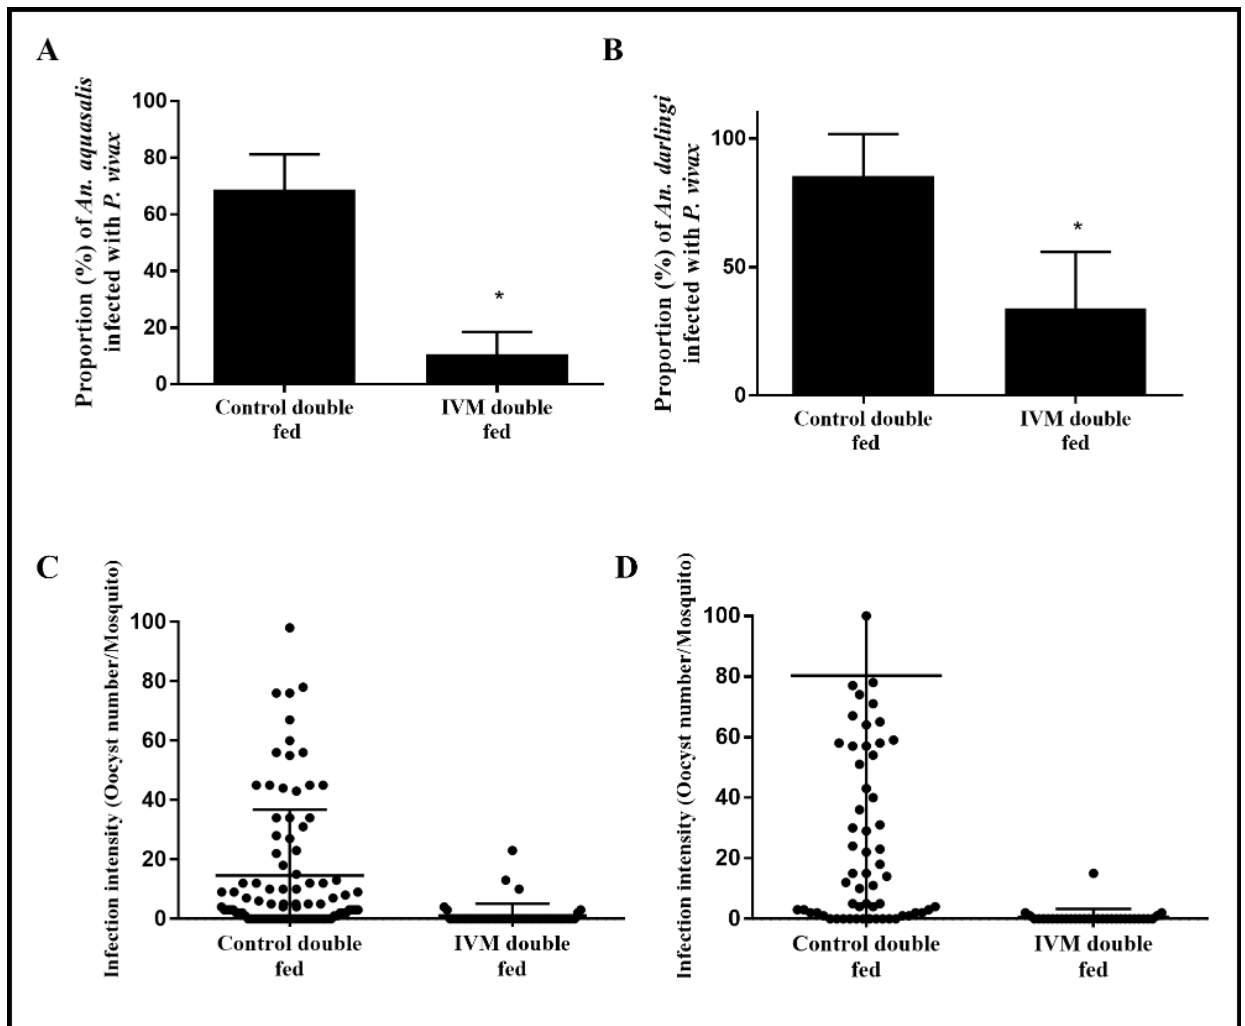 A
Proportion (%) of An. aquasalis
infected with P. vivax
100
80
60
40
20
0
*
Control double
fed
IVM double
fed
B
Proportion (%) of An. darlingi
infected with P. vivax
100
50
0
*
Control double
fed
IVM double
fed
C
Infection intensity (Oocyst number/Mosquito)
100
80
60
40
20
0
Control double
fed
IVM double
fed
D
Infection intensity (Oocyst number/Mosquito)
100
80
60
40
20
0
Control double
fed
IVM double
fed